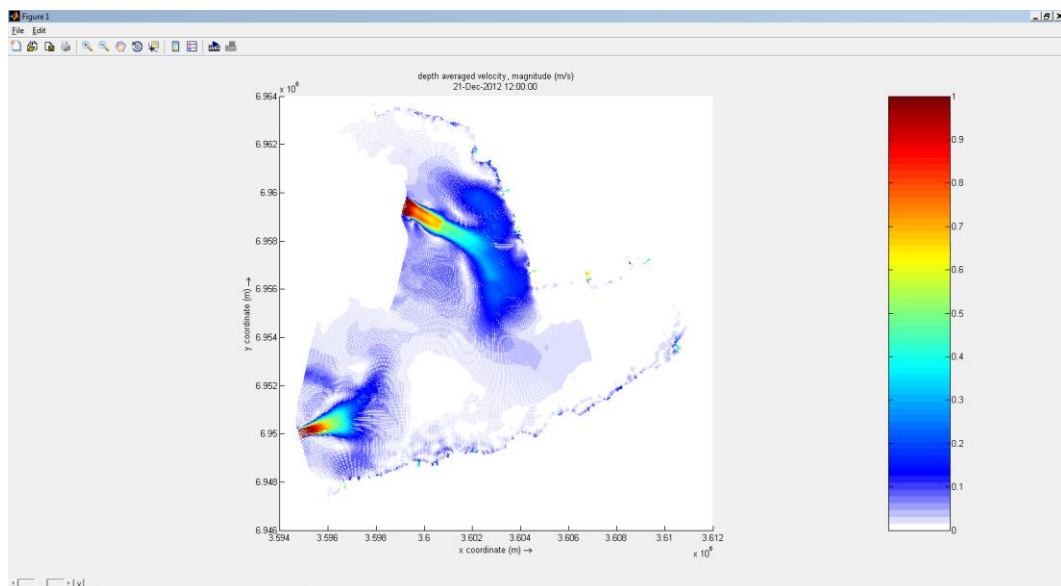 Figure 1
File Edit
depth averaged velocity, magnitude (m/s)
21-Dec-2012 12:00:00
x 10^6
6.964
6.962
6.96
6.958
6.956
6.954
6.952
6.95
6.948
6.946
y coordinate (m) →
3.594 3.596 3.598 3.6 3.602 3.604 3.606 3.608 3.61 3.612
x coordinate (m) →
x 10^6
1
0.9
0.8
0.7
0.6
0.5
0.4
0.3
0.2
0.1
0